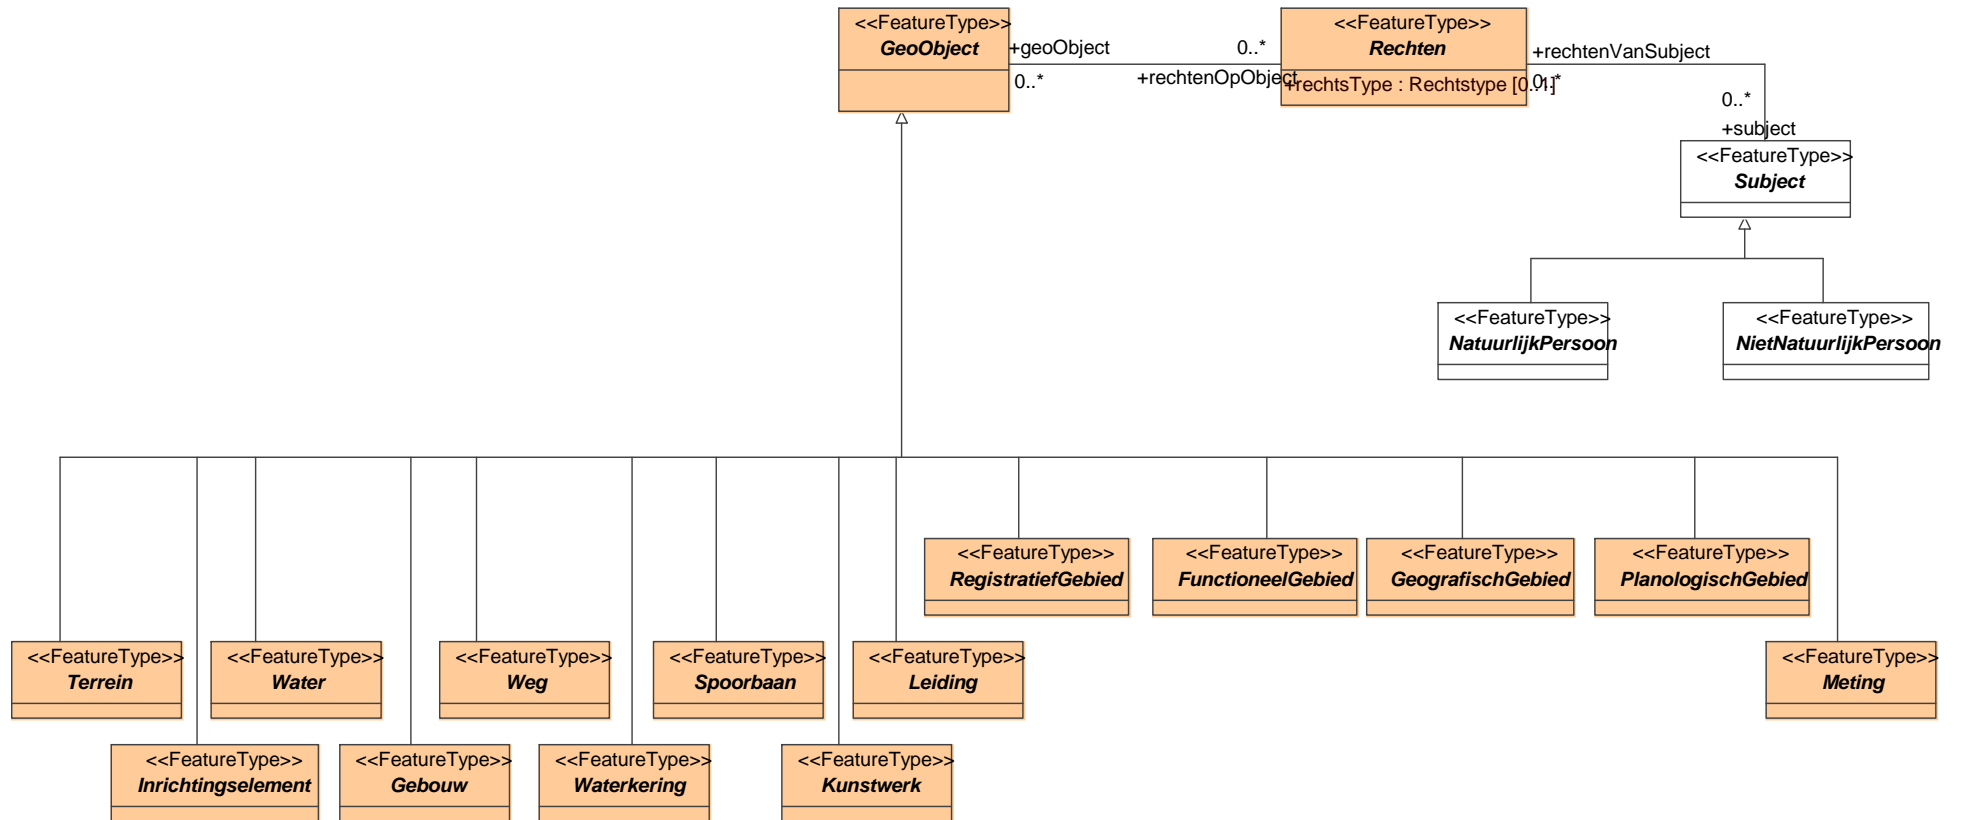 <<FeatureType>>
GeoObject
+geoObject
0..*
0..*
+rechtenOpObject
<<FeatureType>>
Rechten
+rechtsType : Rechtstype [0..1]
+rechtenVanSubject
0..*
0..*
+subject
<<FeatureType>>
Subject
<<FeatureType>>
NatuurlijkPersoon
<<FeatureType>>
NietNatuurlijkPersoon
<<FeatureType>>
RegistratiefGebied
<<FeatureType>>
FunctioneelGebied
<<FeatureType>>
GeografischGebied
<<FeatureType>>
PlanologischGebied
<<FeatureType>>
Terrein
<<FeatureType>>
Water
<<FeatureType>>
Weg
<<FeatureType>>
Spoorbaan
<<FeatureType>>
Leiding
<<FeatureType>>
Meting
<<FeatureType>>
Inrichtingselement
<<FeatureType>>
Gebouw
<<FeatureType>>
Waterkering
<<FeatureType>>
Kunstwerk